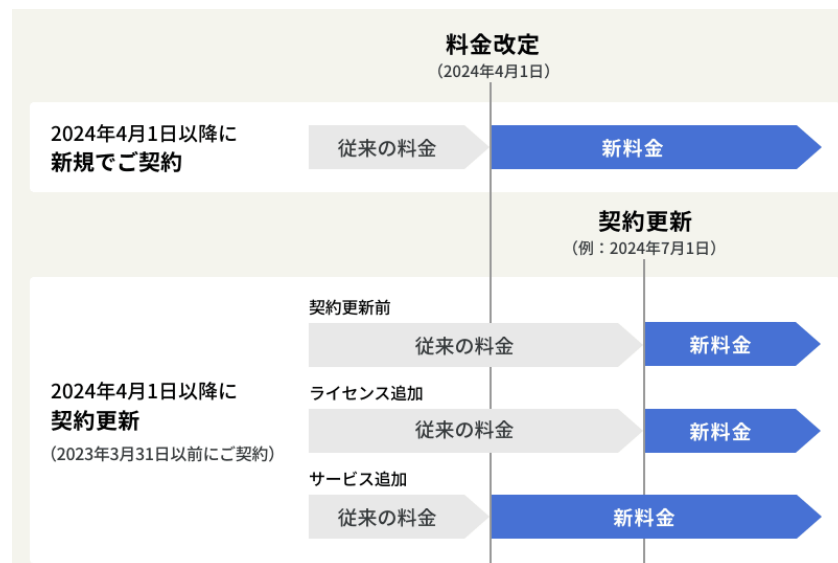 料金改定
（2024年4月1日）
2024年4月1日以降に
新規でご契約
従来の料金
新料金
契約更新
（例：2024年7月1日）
契約更新前
従来の料金
新料金
2024年4月1日以降に
契約更新
（2023年3月31日以前にご契約）
ライセンス追加
従来の料金
新料金
サービス追加
従来の料金
新料金